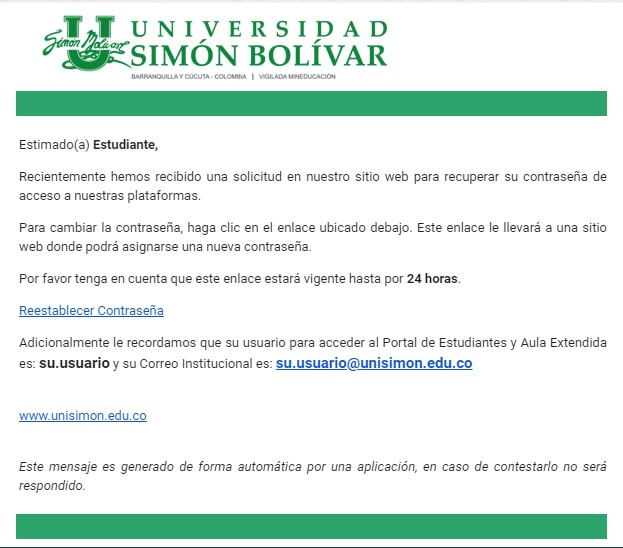 Simón Bolívar
U
UNIVERSIDAD
SIMÓN BOLÍVAR
BARRANQUILLA Y CÚCUTA - COLOMBIA | VIGILADA MINEDUCACIÓN
Estimado(a) Estudiante,
Recientemente hemos recibido una solicitud en nuestro sitio web para recuperar su contraseña de
acceso a nuestras plataformas.
Para cambiar la contraseña, haga clic en el enlace ubicado debajo. Este enlace le llevará a una sitio
web donde podrá asignarse una nueva contraseña.
Por favor tenga en cuenta que este enlace estará vigente hasta por 24 horas.
Reestablecer Contraseña
Adicionalmente le recordamos que su usuario para acceder al Portal de Estudiantes y Aula Extendida
es: su.usuario y su Correo Institucional es: su.usuario@unisimon.edu.co
www.unisimon.edu.co
Este mensaje es generado de forma automática por una aplicación, en caso de contestarlo no será
respondido.